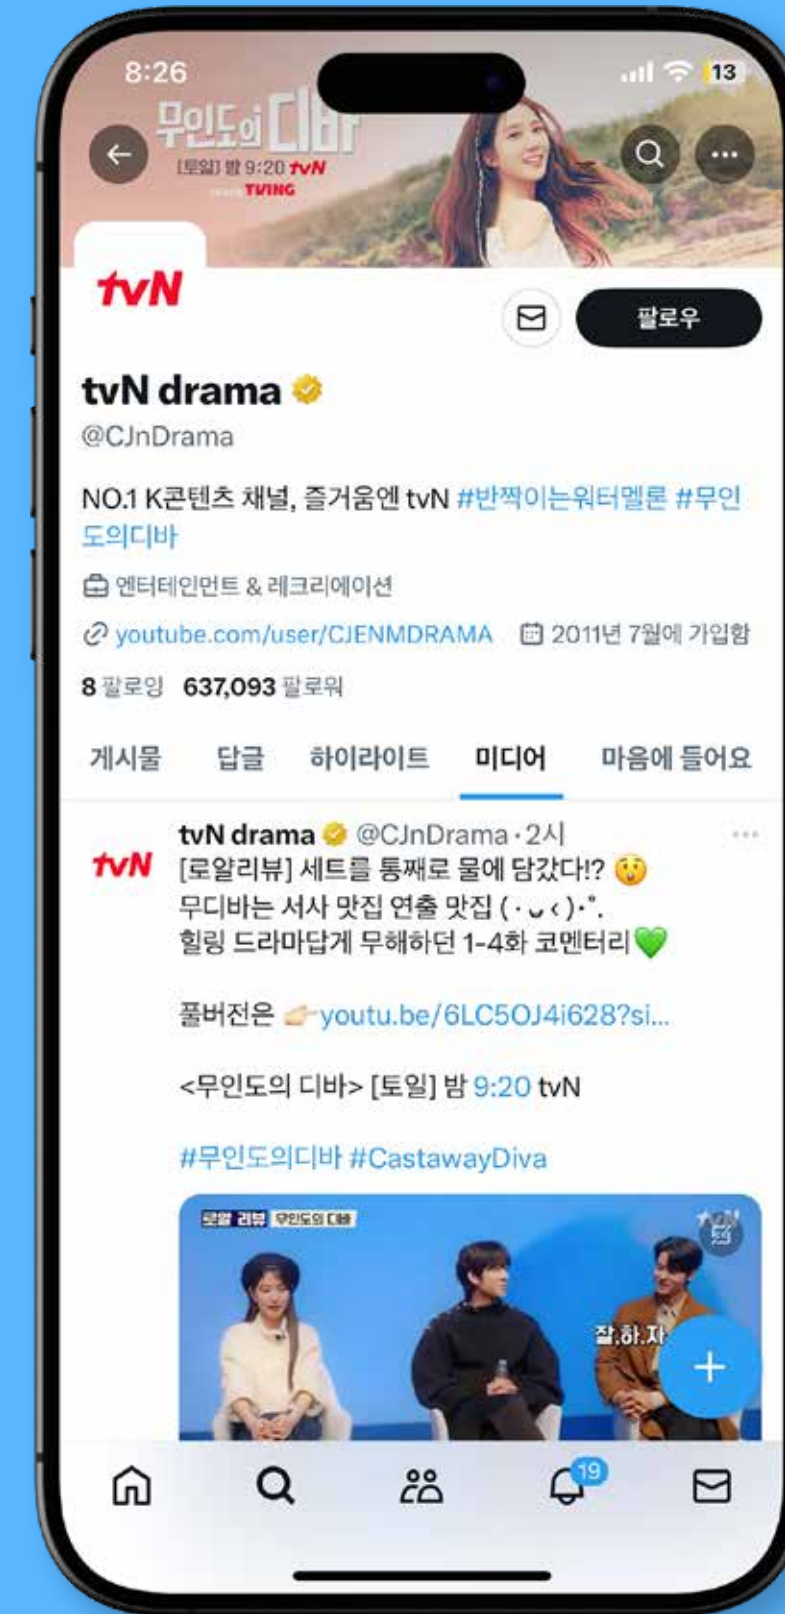 8:26
13
무인도의 디바
[토일] 밤 9:20 tvN
TVING
tvN
팔로우
tvN drama
@CJnDrama
NO.1 K콘텐츠 채널, 즐거움엔 tvN #반짝이는워터멜론 #무인
도의디바
엔터테인먼트 & 레크리에이션
youtube.com/user/CJENMDRAMA 2011년 7월에 가입함
8 팔로잉 637,093 팔로워
게시물 답글 하이라이트 미디어 마음에 들어요
tvN drama @CJnDrama · 2시
tvN
[로얄리뷰] 세트를 통째로 물에 담갔다!? 😲
무디바는 서사 맛집 연출 맛집 ( · ᴗ ‹ )·˚.
힐링 드라마답게 무해하던 1-4화 코멘터리💚
풀버전은 👉🏻youtu.be/6LC5OJ4i628?si...
<무인도의 디바> [토일] 밤 9:20 tvN
#무인도의디바 #CastawayDiva
로얄 리뷰 무인도의 디바
tvN
잘.하.자
19